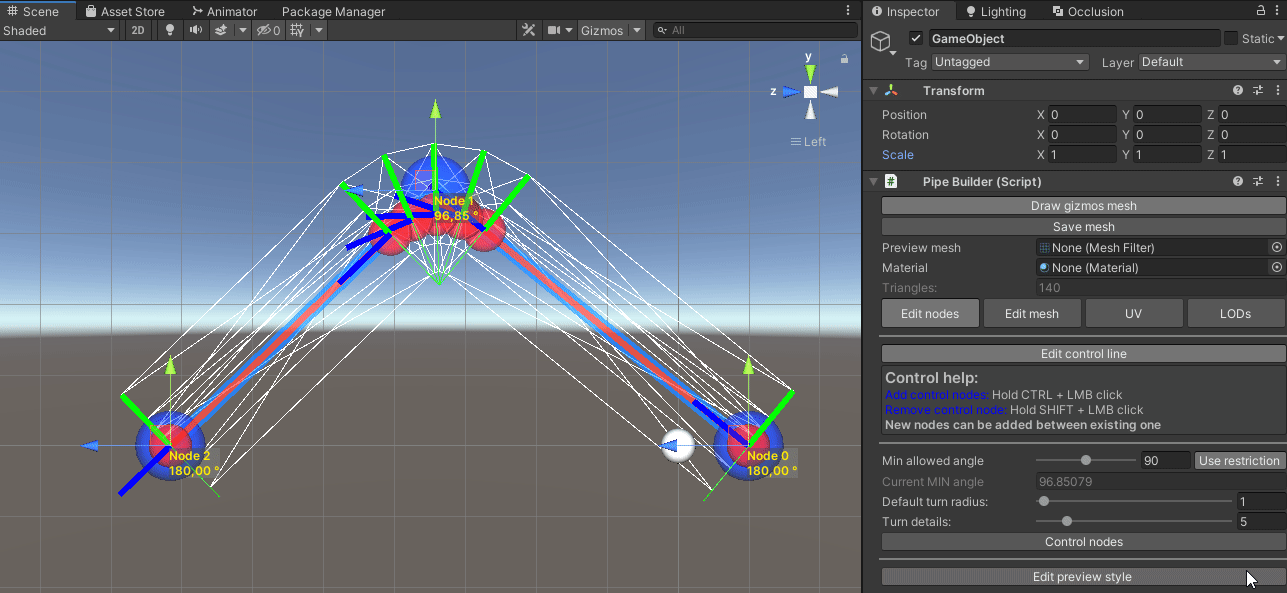 Scene Asset Store Animator Package Manager
Shaded 2D 0 Gizmos All
y
z
Left
Node 1
96,85 °
Node 2
180,00 °
Node 0
180,00 °
Inspector Lighting Occlusion
GameObject Static
Tag Untagged Layer Default
Transform
Position X 0 Y 0 Z 0
Rotation X 0 Y 0 Z 0
Scale X 1 Y 1 Z 1
# Pipe Builder (Script)
Draw gizmos mesh
Save mesh
Preview mesh None (Mesh Filter)
Material None (Material)
Triangles: 140
Edit nodes Edit mesh UV LODs
Edit control line
Control help:
Add control nodes: Hold CTRL + LMB click
Remove control node: Hold SHIFT + LMB click
New nodes can be added between existing one
Min allowed angle 90 Use restriction
Current MIN angle 96.85079
Default turn radius: 1
Turn details: 5
Control nodes
Edit preview style